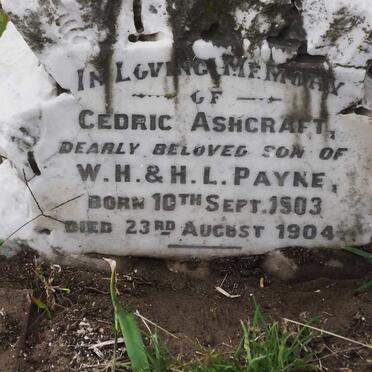 IN LOVING MEMORY
OF
CEDRIC ASHCRAFT,
DEARLY BELOVED SON OF
W.H. & H.L. PAYNE,
BORN 10TH SEPT. 1903
DIED 23RD AUGUST 1904.